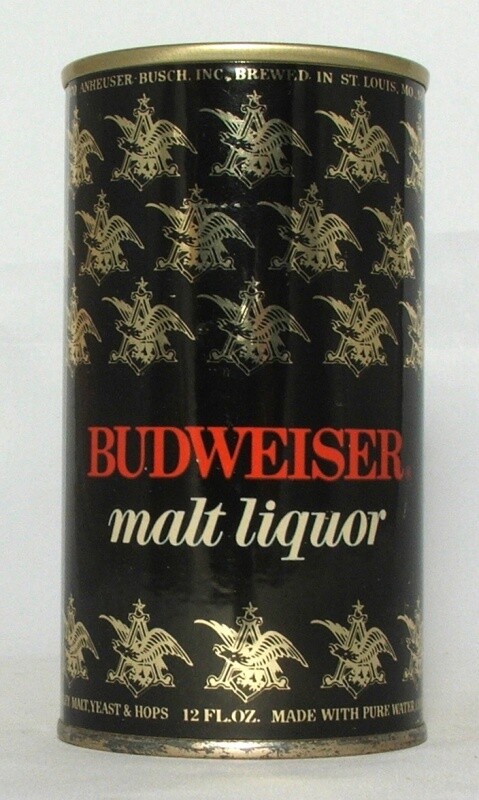 ANHEUSER-BUSCH, INC. BREWED IN ST. LOUIS, MO.
BUDWEISER®
malt liquor
MALT, YEAST & HOPS 12 FL.OZ. MADE WITH PURE WATER